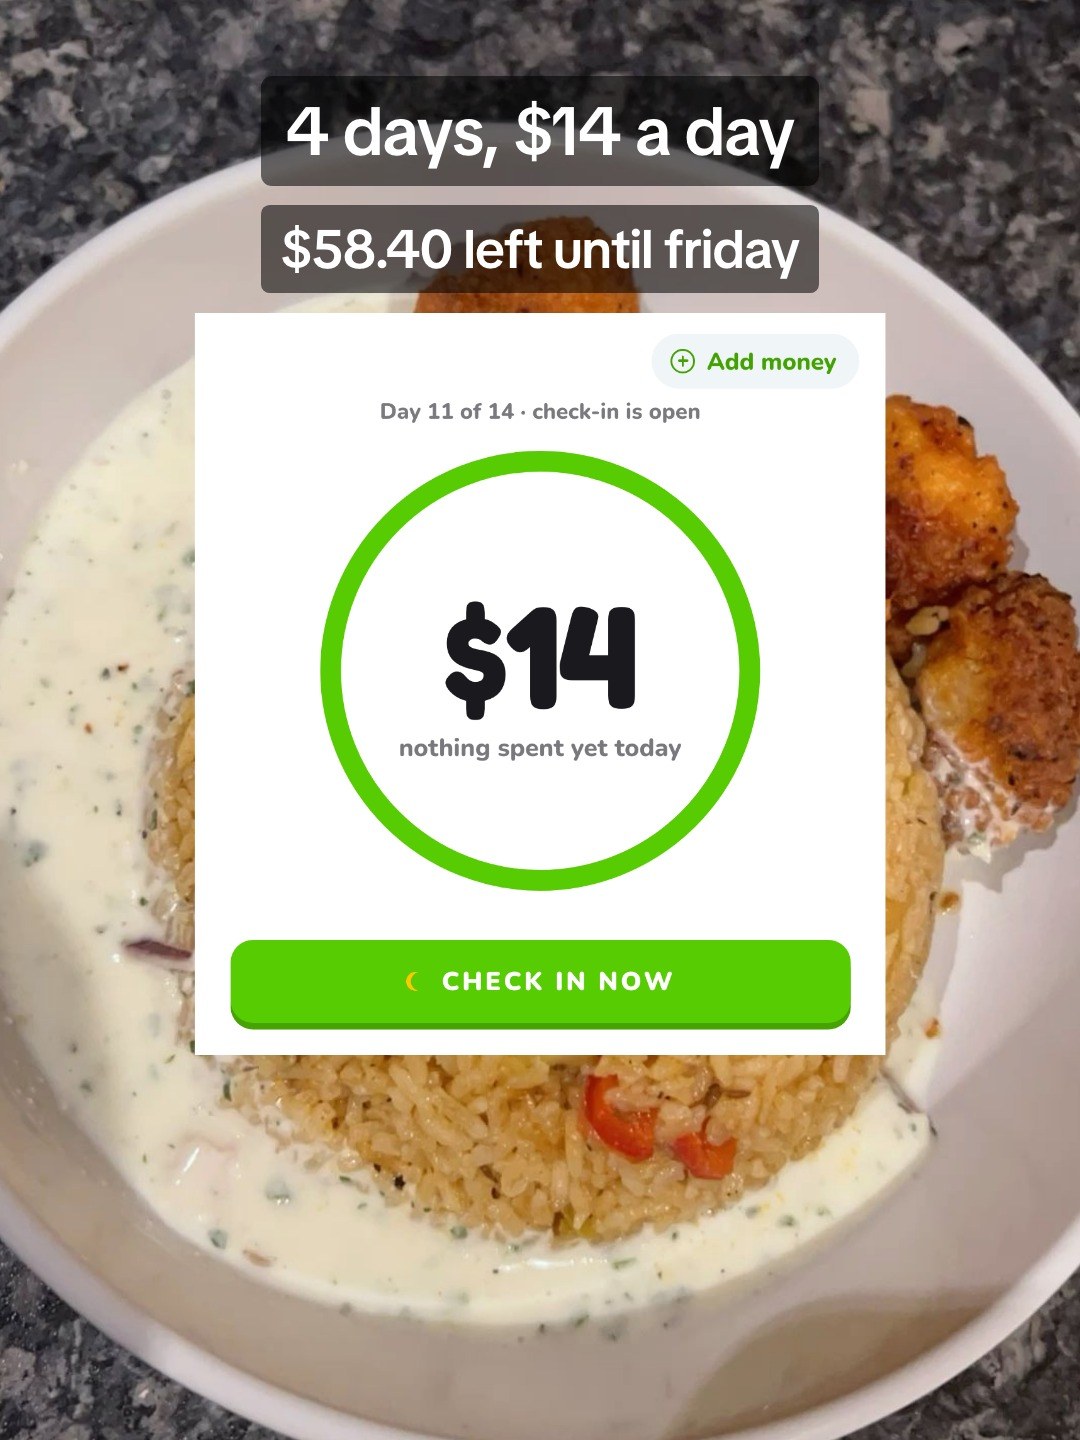 4 days, $14 a day
$58.40 left until friday
Add money
Day 11 of 14 · check-in is open
$14
nothing spent yet today
CHECK IN NOW